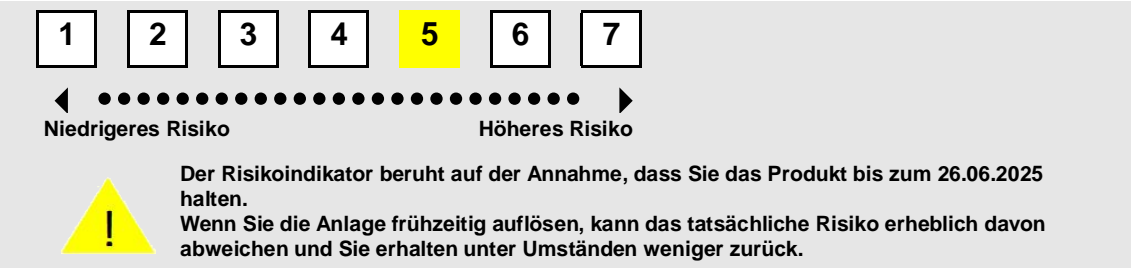 1 2 3 4 5 6 7
Niedrigeres Risiko Höheres Risiko
Der Risikoindikator beruht auf der Annahme, dass Sie das Produkt bis zum 26.06.2025
halten.
Wenn Sie die Anlage frühzeitig auflösen, kann das tatsächliche Risiko erheblich davon
! abweichen und Sie erhalten unter Umständen weniger zurück.